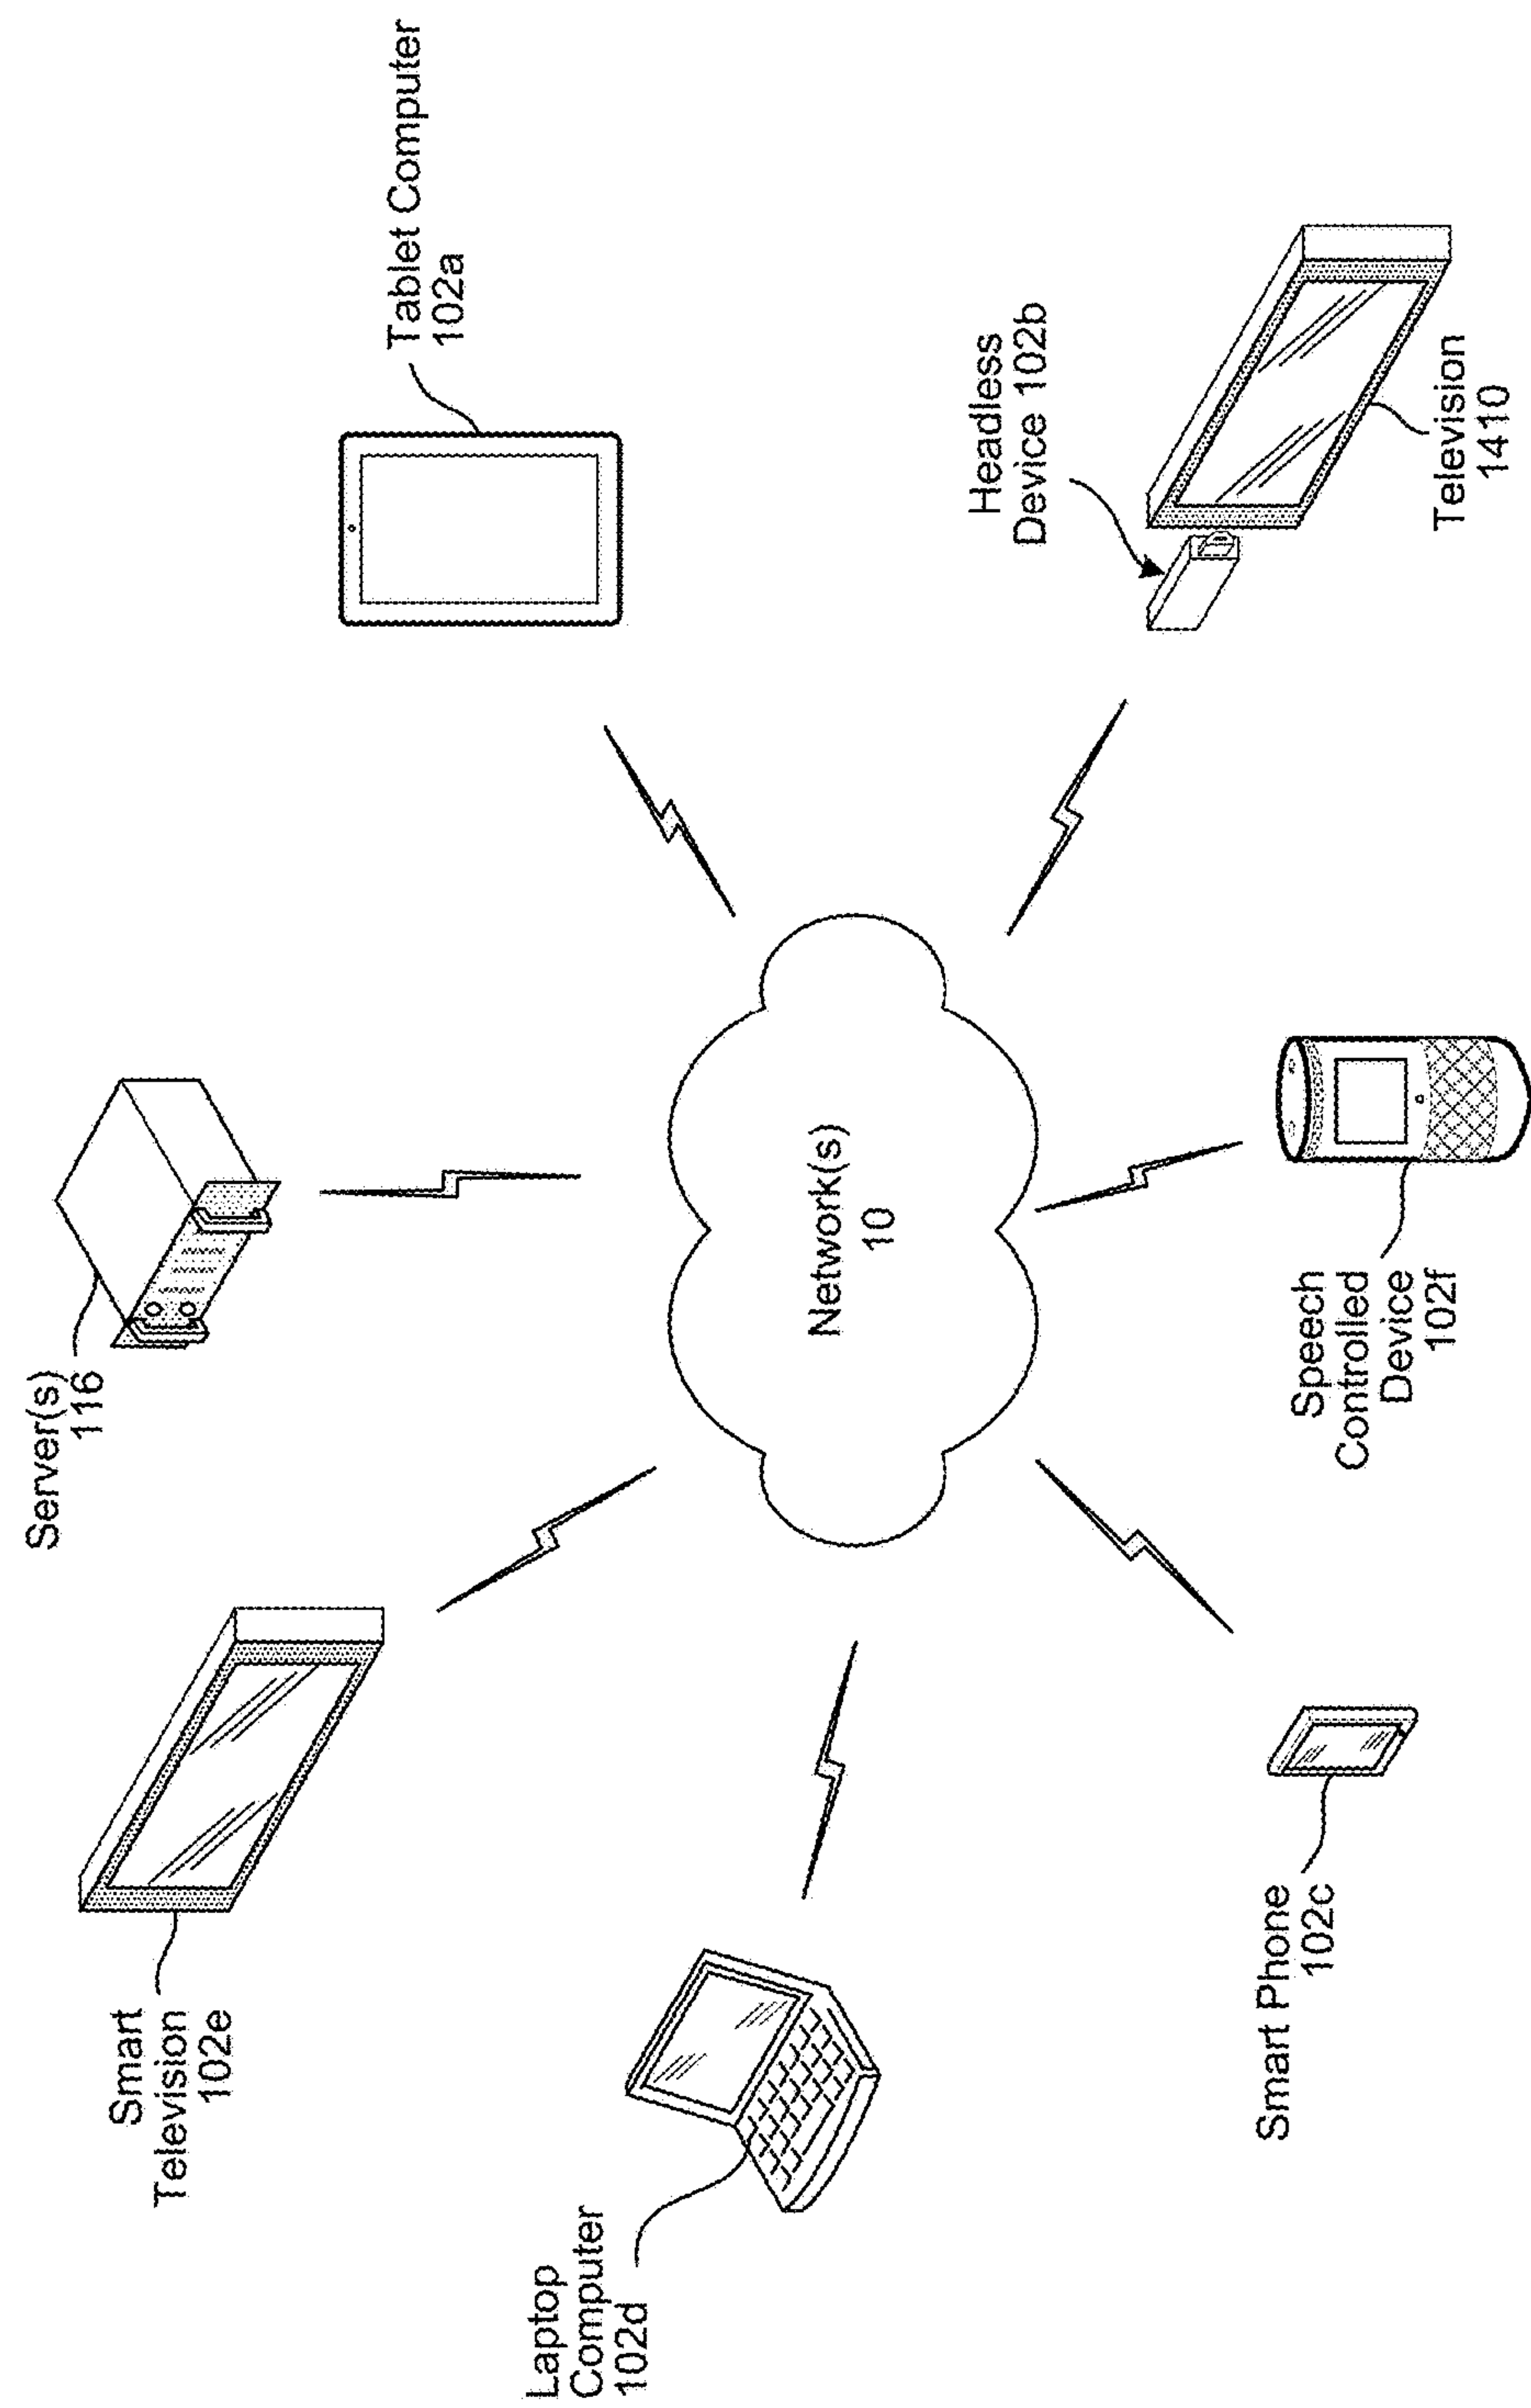 Server(s)
116
Smart
Television
102e
Tablet Computer
102a
Laptop
Computer
102d
Network(s)
10
Headless
Device 102b
Television
1410
Smart Phone
102c
Speech
Controlled
Device
102f